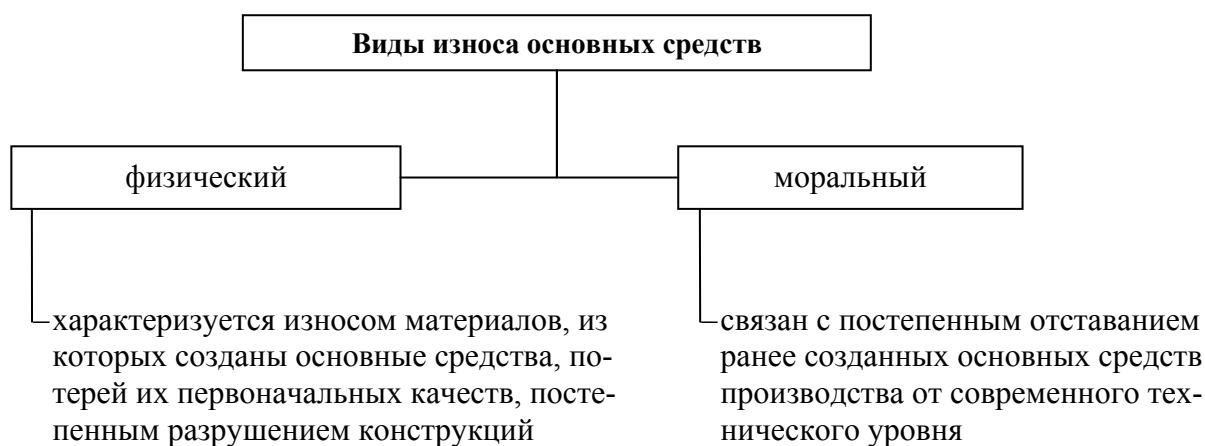 Виды износа основных средств
физический
моральный
характеризуется износом материалов, из
которых созданы основные средства, по-
терей их первоначальных качеств, посте-
пенным разрушением конструкций
связан с постепенным отставанием
ранее созданных основных средств
производства от современного тех-
нического уровня